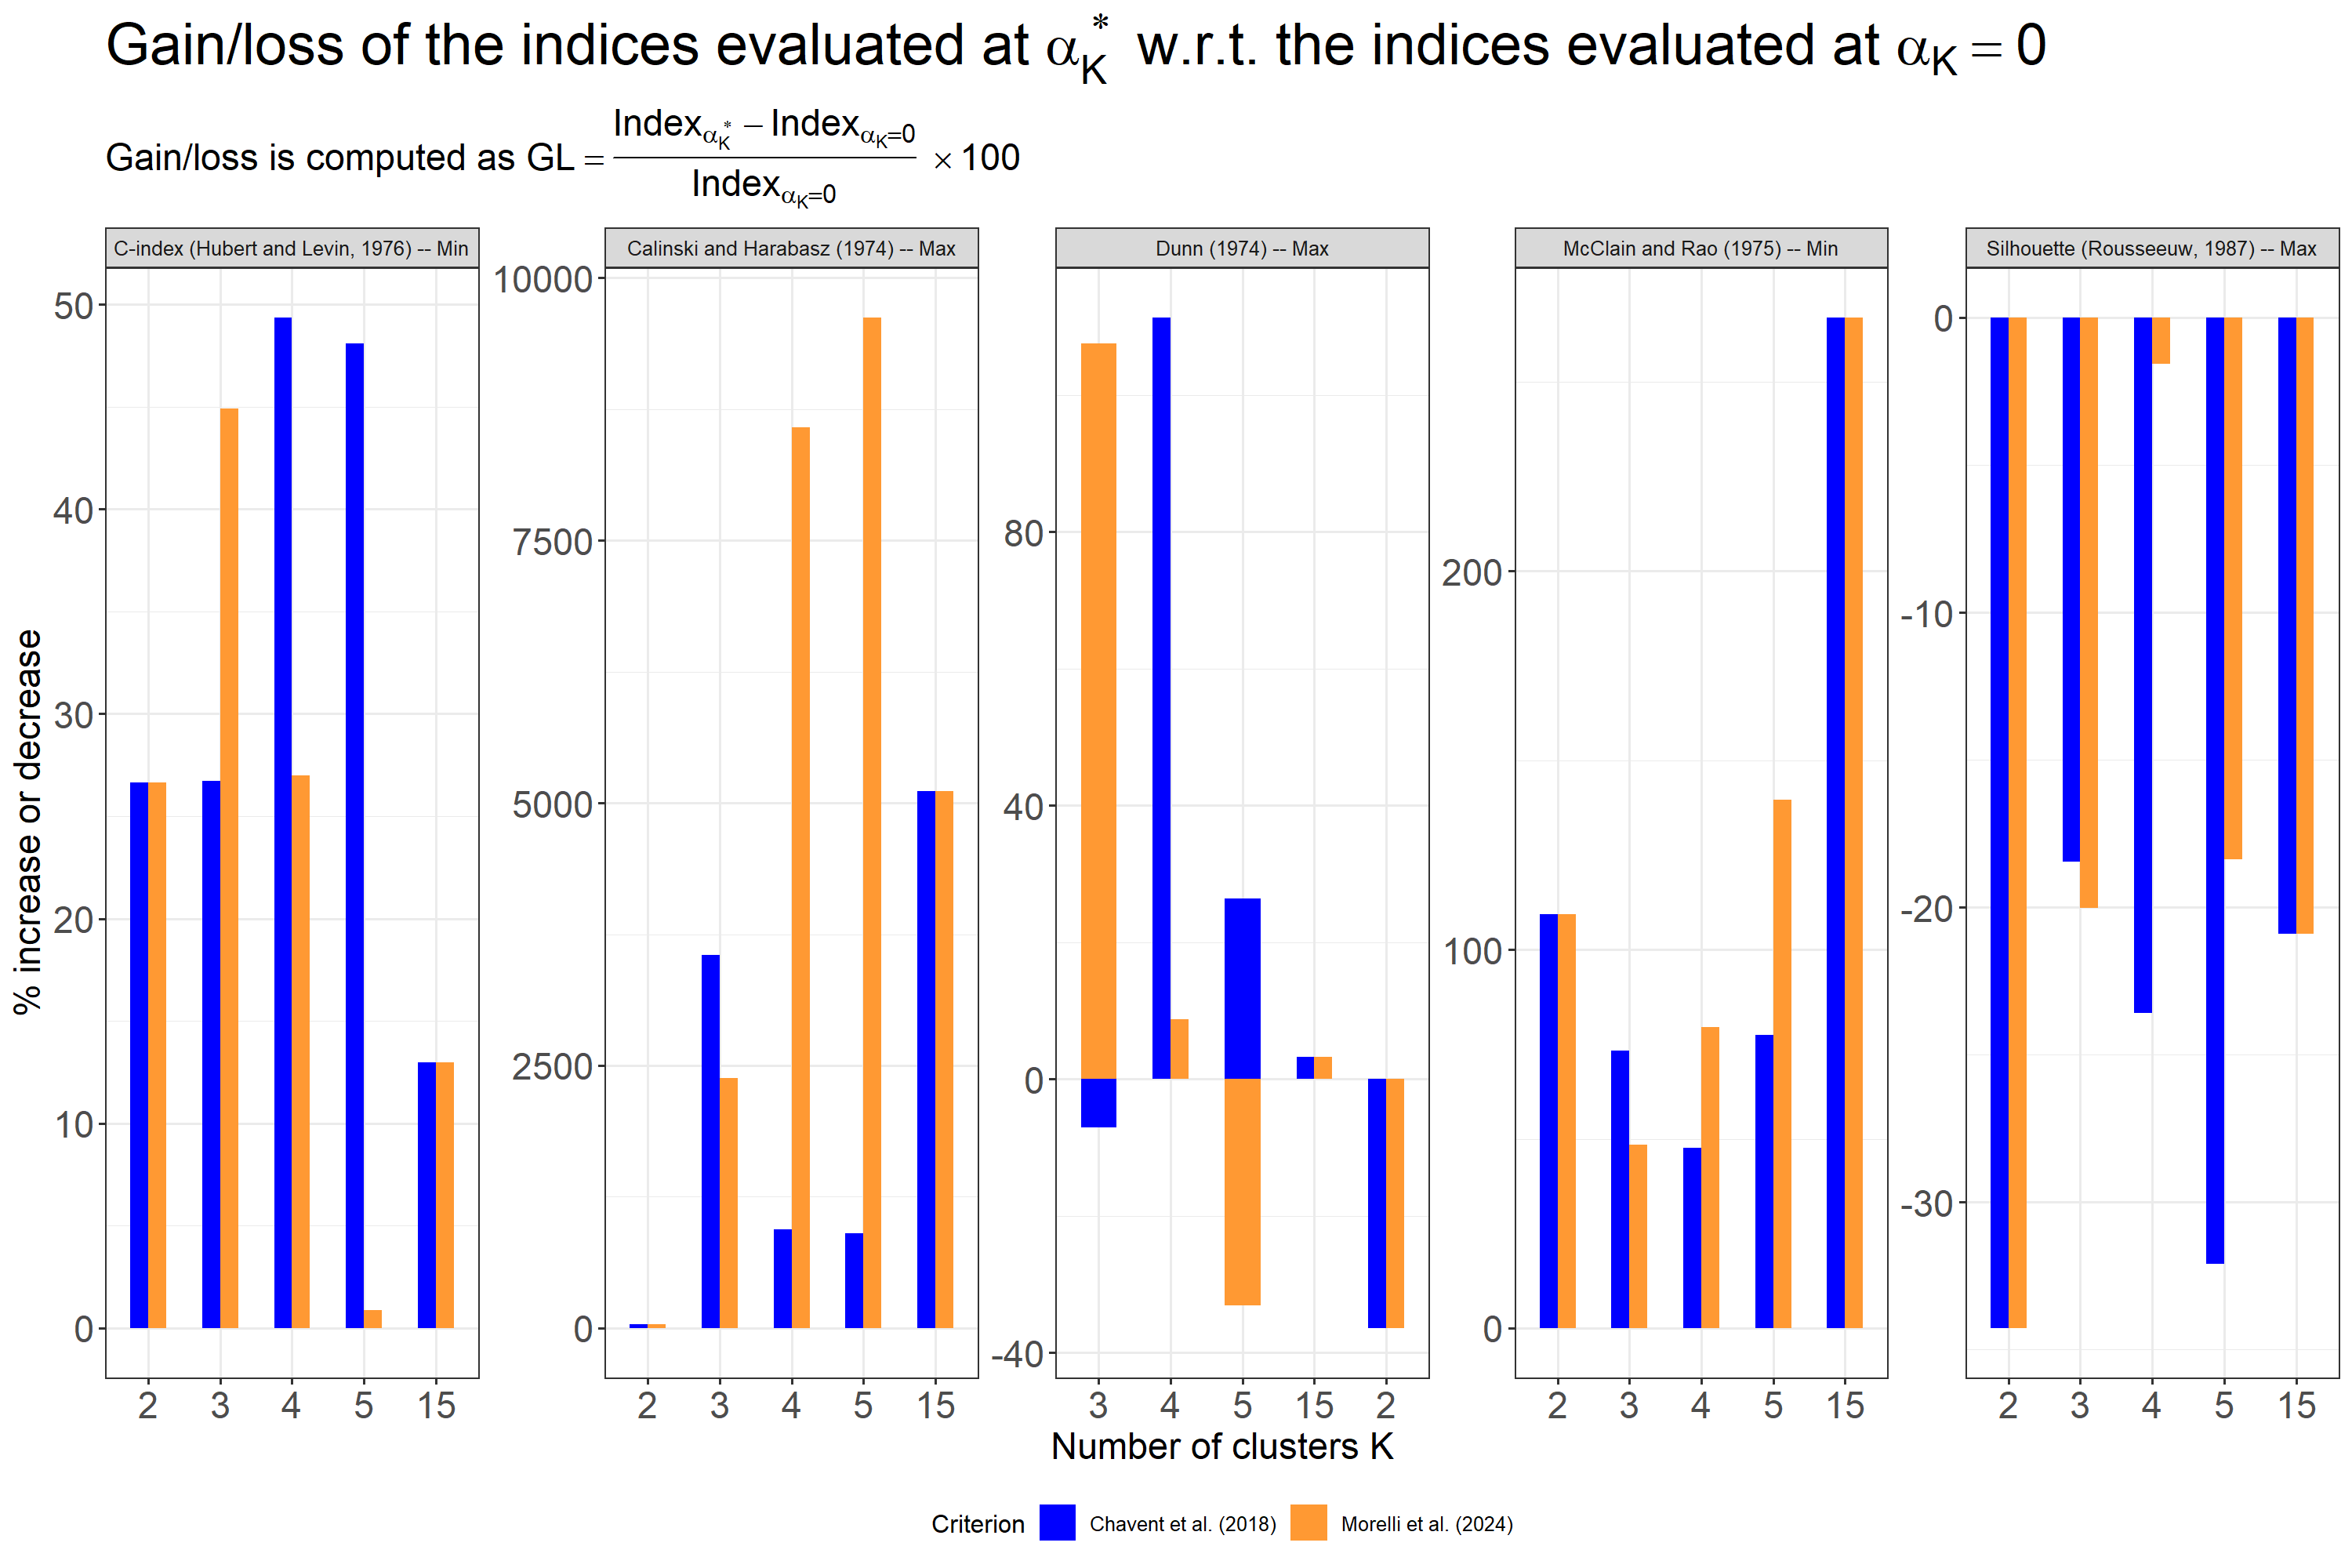 Gain/loss of the indices evaluated at α*K w.r.t. the indices evaluated at αK = 0
Gain/loss is computed as GL = (Indexα*K − IndexαK=0) / IndexαK=0 × 100
C-index (Hubert and Levin, 1976) -- Min
Calinski and Harabasz (1974) -- Max
Dunn (1974) -- Max
McClain and Rao (1975) -- Min
Silhouette (Rousseeuw, 1987) -- Max
% increase or decrease
50
40
30
20
10
0
10000
7500
5000
2500
0
80
40
0
-40
200
100
0
0
-10
-20
-30
2 3 4 5 15
2 3 4 5 15
3 4 5 15 2
2 3 4 5 15
2 3 4 5 15
Number of clusters K
Criterion Chavent et al. (2018) Morelli et al. (2024)